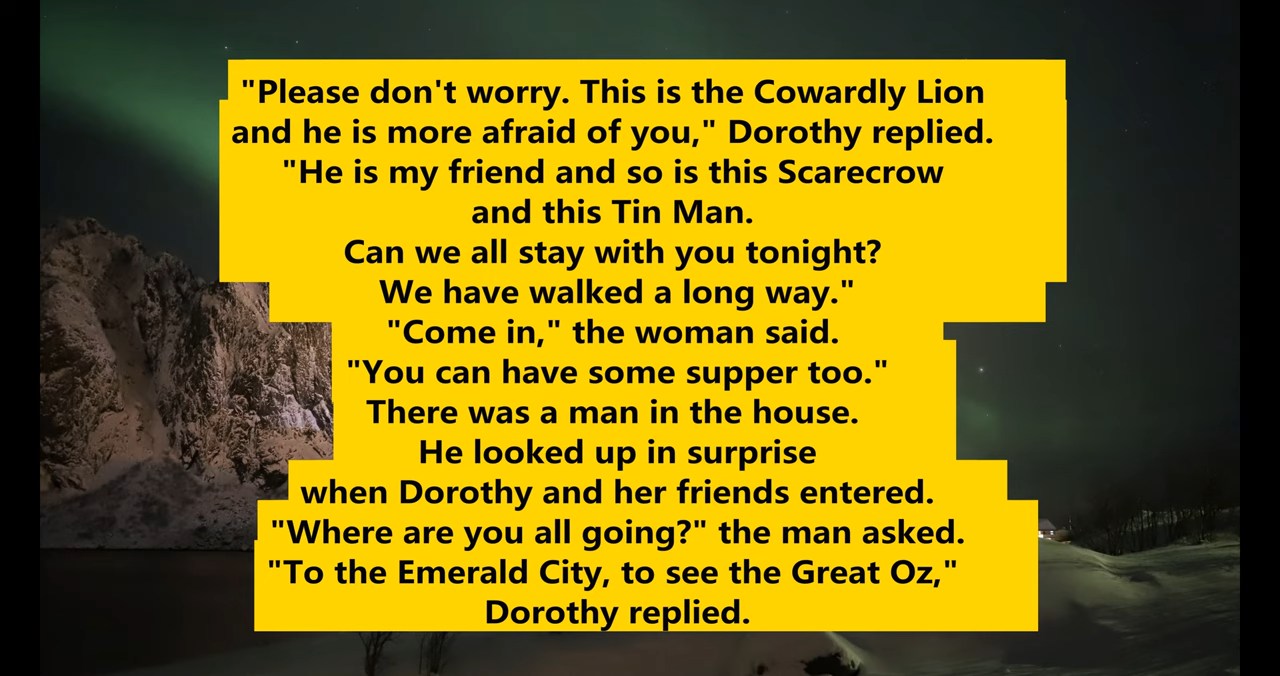 "Please don't worry. This is the Cowardly Lion
and he is more afraid of you," Dorothy replied.
"He is my friend and so is this Scarecrow
and this Tin Man.
Can we all stay with you tonight?
We have walked a long way."
"Come in," the woman said.
"You can have some supper too."
There was a man in the house.
He looked up in surprise
when Dorothy and her friends entered.
"Where are you all going?" the man asked.
"To the Emerald City, to see the Great Oz,"
Dorothy replied.